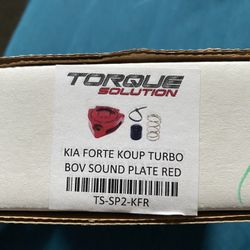 TORQUE
SOLUTION
KIA FORTE KOUP TURBO
BOV SOUND PLATE RED
TS-SP2-KFR